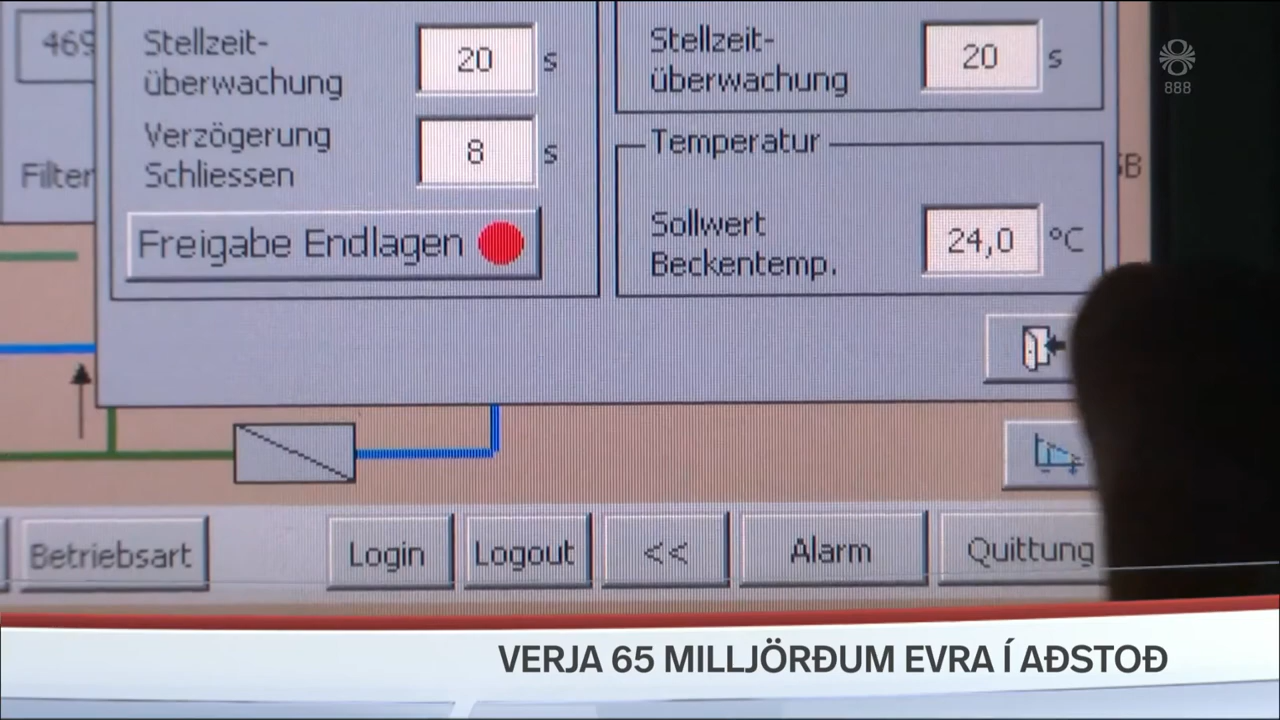 469
Filter
Stellzeit-
überwachung
20 s
Verzögerung
Schliessen
8 s
Freigabe Endlagen
Stellzeit-
überwachung
20 s
Temperatur
Sollwert
Beckentemp.
24,0 °C
888
Betriebsart
Login
Logout
<<
Alarm
Quittung
VERJA 65 MILLJÖRÐUM EVRA Í AÐSTOÐ